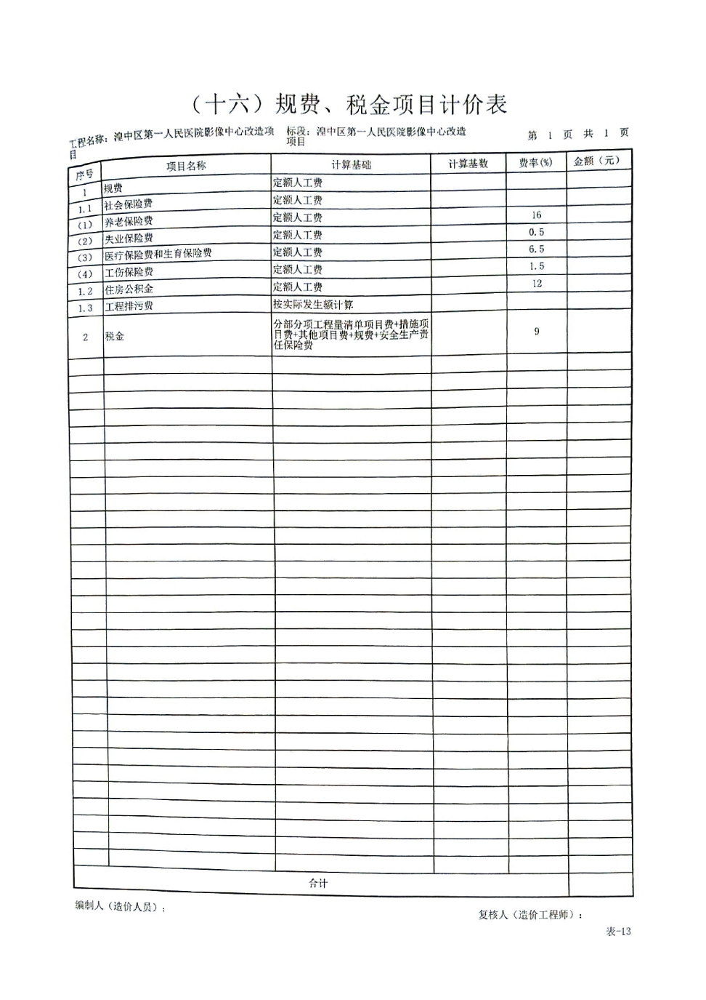 （十六）规费、税金项目计价表
工程名称：湟中区第一人民医院影像中心改造项目 标段：湟中区第一人民医院影像中心改造项目 第 1 页 共 1 页
序号 项目名称 计算基础 计算基数 费率(%) 金额（元）
1 规费 定额人工费
1.1 社会保险费 定额人工费
(1) 养老保险费 定额人工费 16
(2) 失业保险费 定额人工费 0.5
(3) 医疗保险费和生育保险费 定额人工费 6.5
(4) 工伤保险费 定额人工费 1.5
1.2 住房公积金 定额人工费 12
1.3 工程排污费 按实际发生额计算
2 税金 分部分项工程量清单项目费+措施项目费+其他项目费+规费+安全生产责任保险费 9
合计
编制人（造价人员）：
复核人（造价工程师）：
表-13